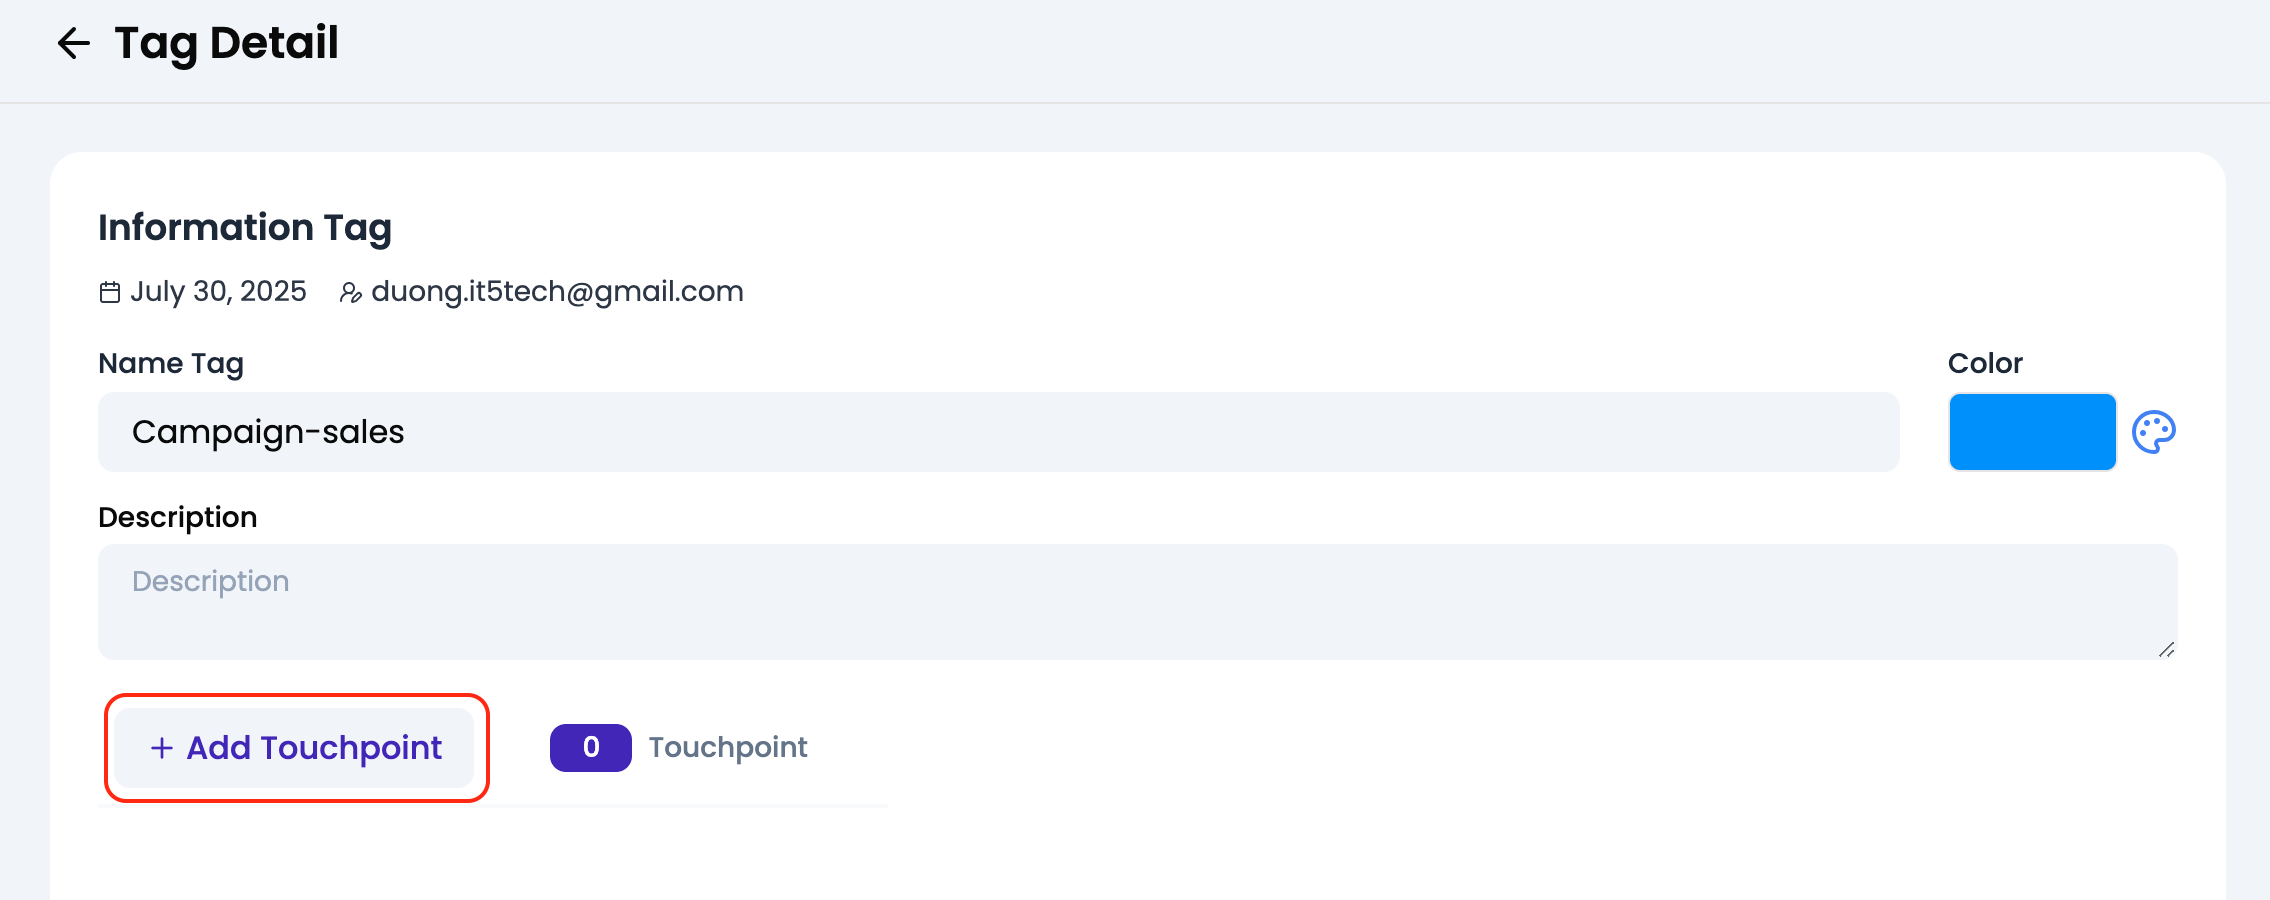 Tag Detail
Information Tag
July 30, 2025 duong.it5tech@gmail.com
Name Tag Color
Campaign-sales
Description
Description
+ Add Touchpoint 0 Touchpoint